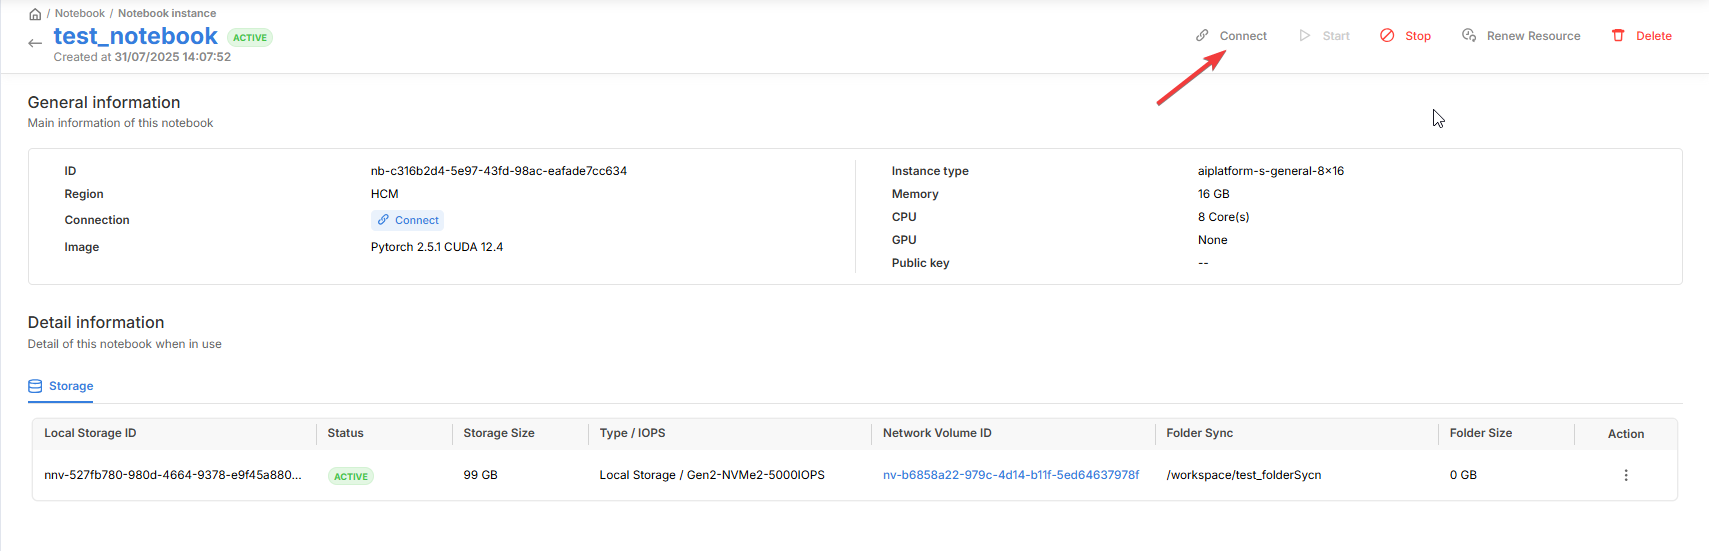 / Notebook / Notebook instance
test_notebook ACTIVE
Created at 31/07/2025 14:07:52
Connect Start Stop Renew Resource Delete
General information
Main information of this notebook
ID nb-c316b2d4-5e97-43fd-98ac-eafade7cc634
Region HCM
Connection Connect
Image Pytorch 2.5.1 CUDA 12.4
Instance type aiplatform-s-general-8×16
Memory 16 GB
CPU 8 Core(s)
GPU None
Public key --
Detail information
Detail of this notebook when in use
Storage
Local Storage ID Status Storage Size Type / IOPS Network Volume ID Folder Sync Folder Size Action
nnv-527fb780-980d-4664-9378-e9f45a880... ACTIVE 99 GB Local Storage / Gen2-NVMe2-5000IOPS nv-b6858a22-979c-4d14-b11f-5ed64637978f /workspace/test_folderSycn 0 GB